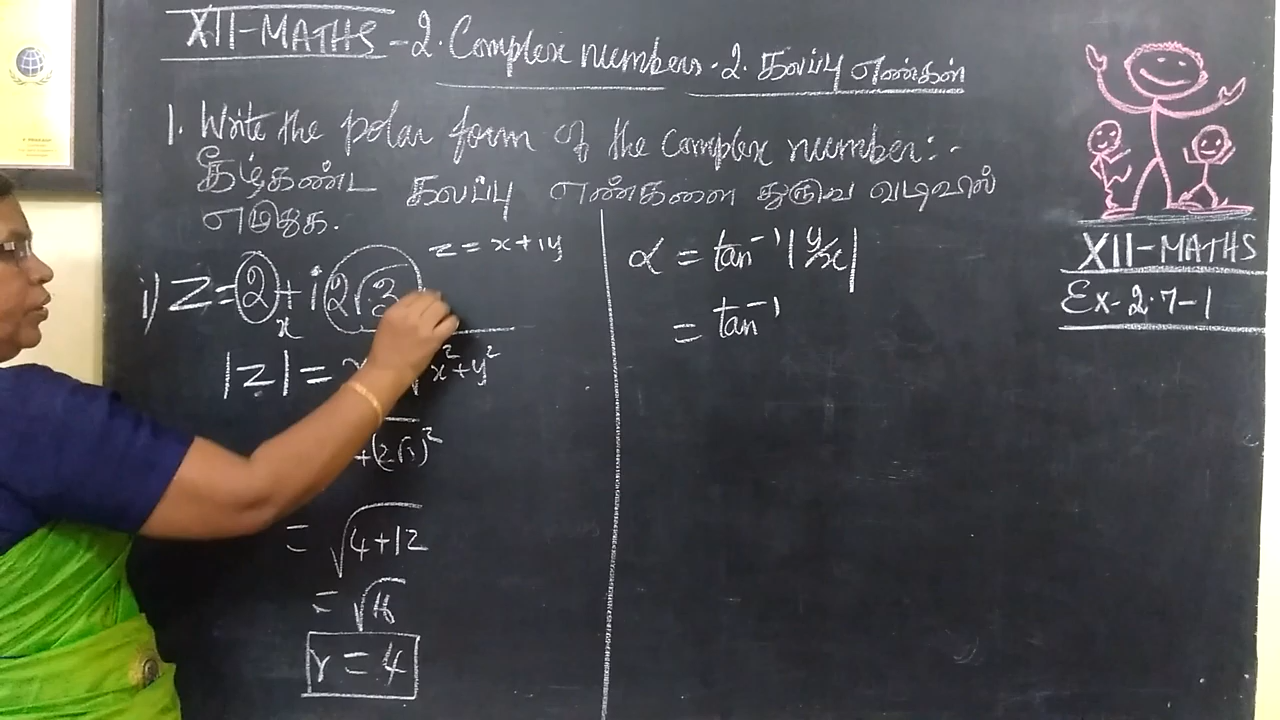 XII-MATHS - 2. Complex numbers - 2. கலப்பு எண்கள்
1. Write the polar form of the complex number:-
கீழ்கண்ட கலப்பு எண்களை துருவ வடிவில்
எழுதுக.
z = x + iy
i) Z = 2 + i 2√3
x
|z| = √x²+y²
+(2√3)²
= √4+12
= √16
r = 4
α = tan⁻¹ |y/x|
= tan⁻¹
XII-MATHS
Ex-2.7-1